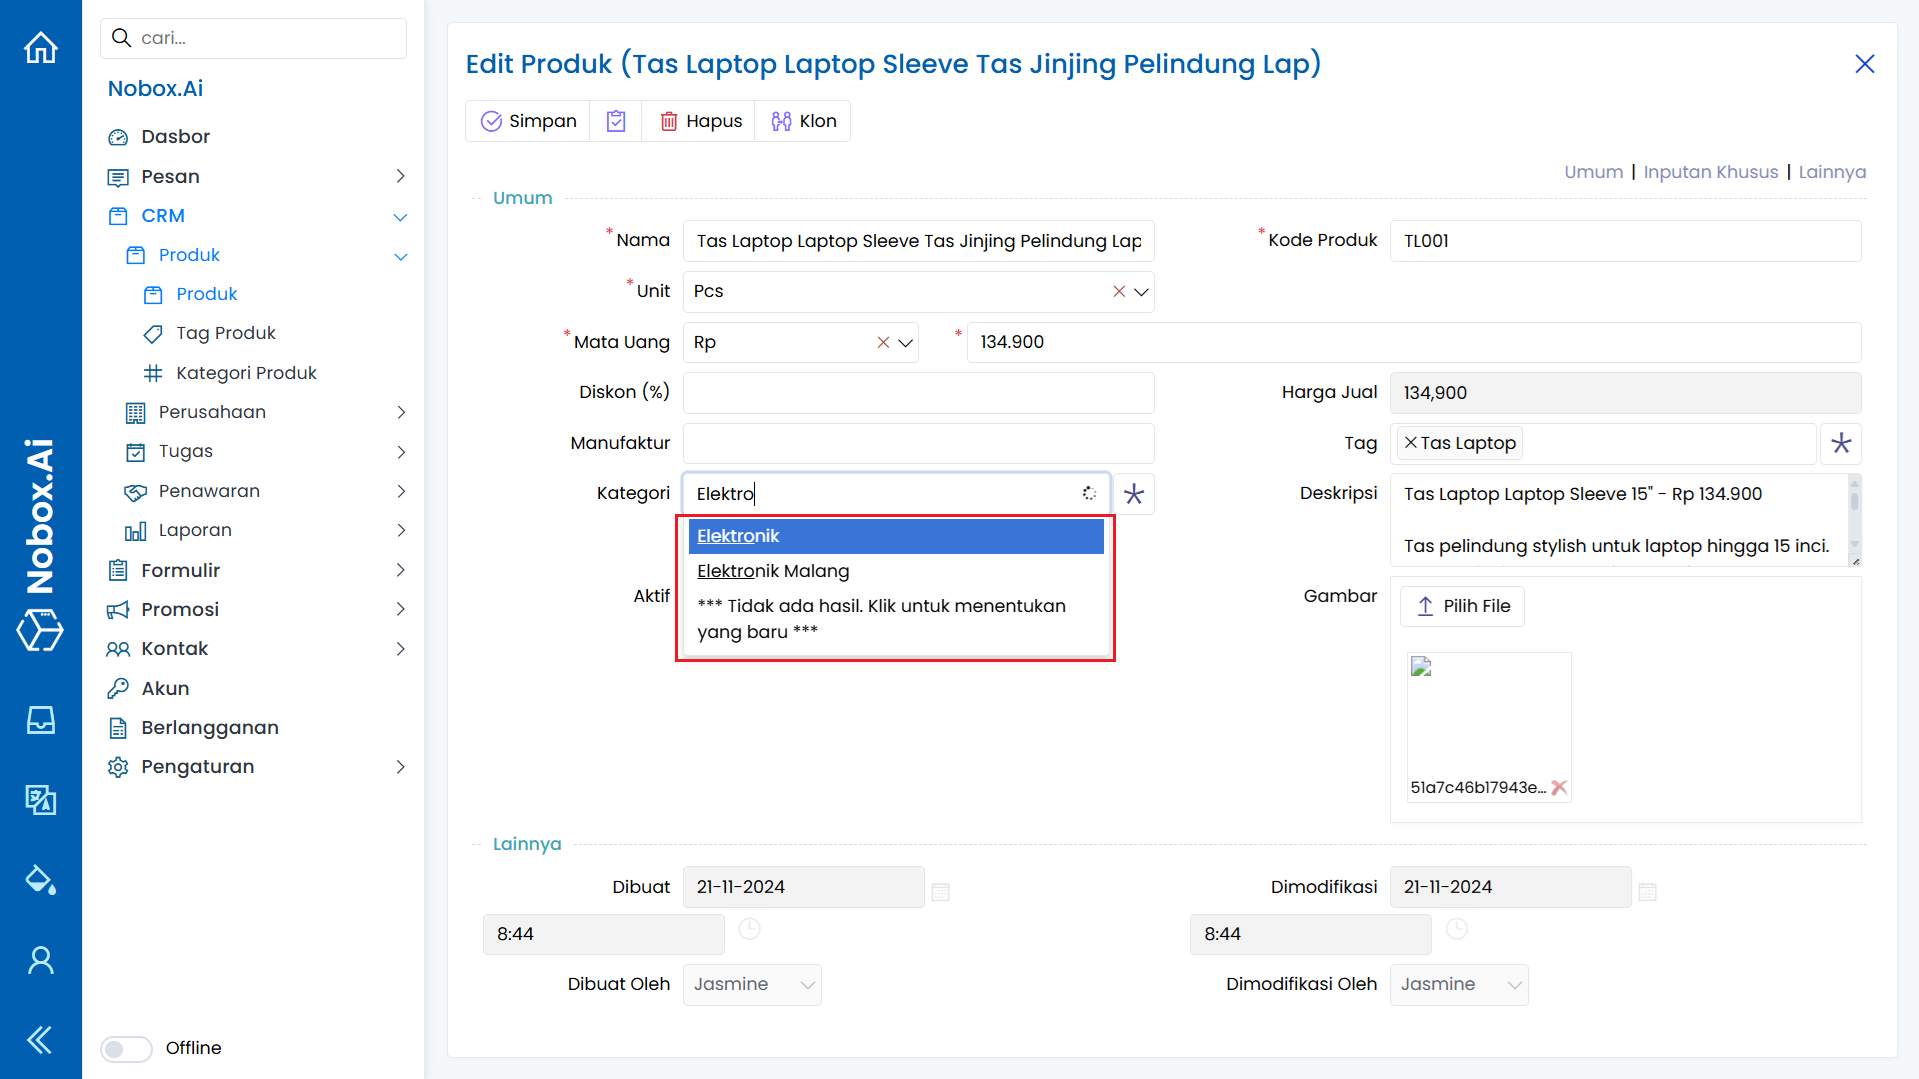 cari...
Nobox.Ai
Dasbor
Pesan
CRM
Produk
Produk
Tag Produk
Kategori Produk
Perusahaan
Tugas
Penawaran
Laporan
Formulir
Promosi
Kontak
Akun
Berlangganan
Pengaturan
Offline
Nobox.Ai
Edit Produk (Tas Laptop Laptop Sleeve Tas Jinjing Pelindung Lap)
Simpan
Hapus
Klon
Umum | Inputan Khusus | Lainnya
Umum
*Nama
Tas Laptop Laptop Sleeve Tas Jinjing Pelindung Lap
*Kode Produk
TL001
*Unit
Pcs
*Mata Uang
Rp
*
134.900
Diskon (%)
Harga Jual
134,900
Manufaktur
Tag
Tas Laptop
Kategori
Elektro
Elektronik
Elektronik Malang
*** Tidak ada hasil. Klik untuk menentukan
yang baru ***
Deskripsi
Tas Laptop Laptop Sleeve 15" - Rp 134.900
Tas pelindung stylish untuk laptop hingga 15 inci.
Aktif
Gambar
Pilih File
51a7c46b17943e...
Lainnya
Dibuat
21-11-2024
8:44
Dimodifikasi
21-11-2024
8:44
Dibuat Oleh
Jasmine
Dimodifikasi Oleh
Jasmine